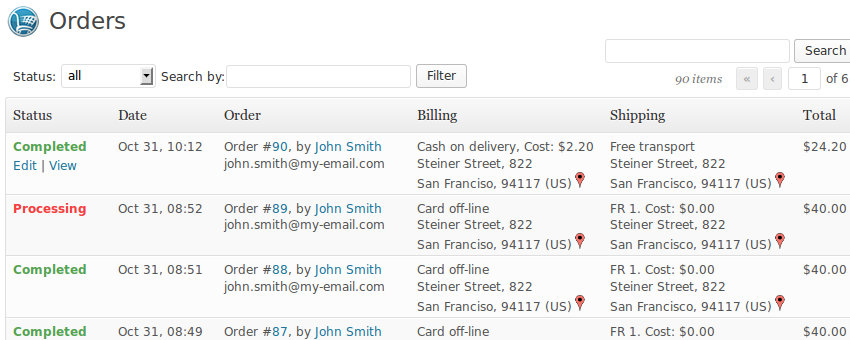 Orders
Search
Status: all Search by: Filter
90 items « ‹ 1 of 6
Status Date Order Billing Shipping Total
Completed Oct 31, 10:12 Order #90, by John Smith Cash on delivery, Cost: $2.20 Free transport $24.20
Edit | View john.smith@my-email.com Steiner Street, 822 Steiner Street, 822
San Franciso, 94117 (US) San Francisco, 94117 (US)
Processing Oct 31, 08:52 Order #89, by John Smith Card off-line FR 1. Cost: $0.00 $40.00
john.smith@my-email.com Steiner Street, 822 Steiner Street, 822
San Franciso, 94117 (US) San Francisco, 94117 (US)
Completed Oct 31, 08:51 Order #88, by John Smith Card off-line FR 1. Cost: $0.00 $40.00
john.smith@my-email.com Steiner Street, 822 Steiner Street, 822
San Franciso, 94117 (US) San Francisco, 94117 (US)
Completed Oct 31, 08:49 Order #87, by John Smith Card off-line FR 1. Cost: $0.00 $40.00